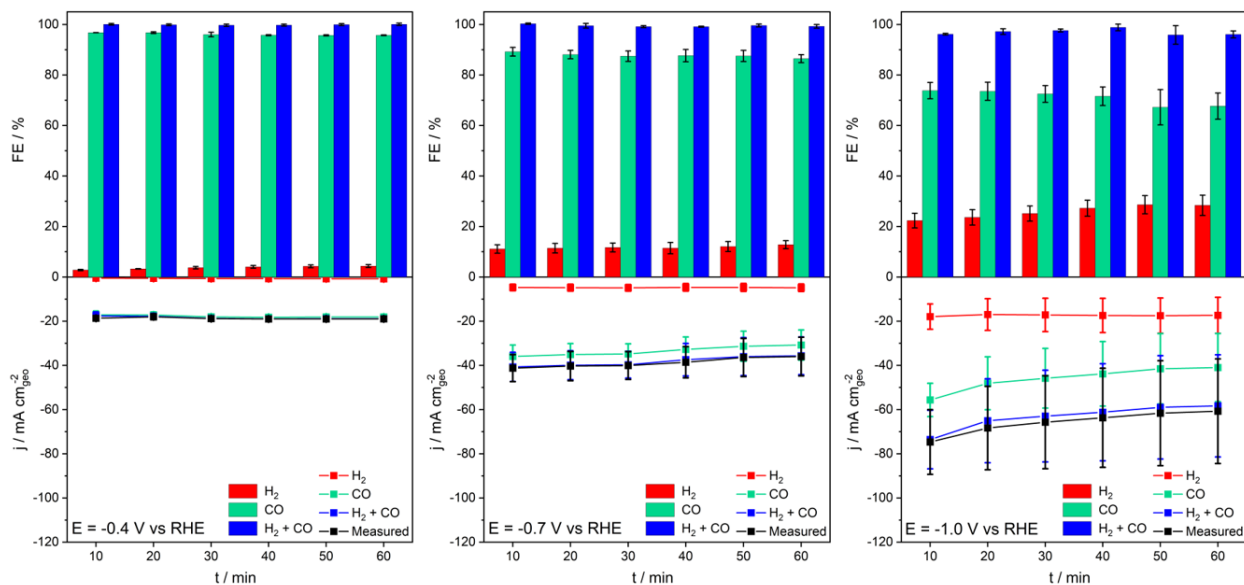 FE / %
100
80
60
40
20
0
j / mA cm⁻²geo
-20
-40
-60
-80
-100
-120
H₂
CO
H₂ + CO
H₂
CO
H₂ + CO
Measured
E = -0.4 V vs RHE
10 20 30 40 50 60
t / min
FE / %
100
80
60
40
20
0
j / mA cm⁻²geo
-20
-40
-60
-80
-100
-120
H₂
CO
H₂ + CO
H₂
CO
H₂ + CO
Measured
E = -0.7 V vs RHE
10 20 30 40 50 60
t / min
FE / %
100
80
60
40
20
0
j / mA cm⁻²geo
-20
-40
-60
-80
-100
-120
H₂
CO
H₂ + CO
H₂
CO
H₂ + CO
Measured
E = -1.0 V vs RHE
10 20 30 40 50 60
t / min